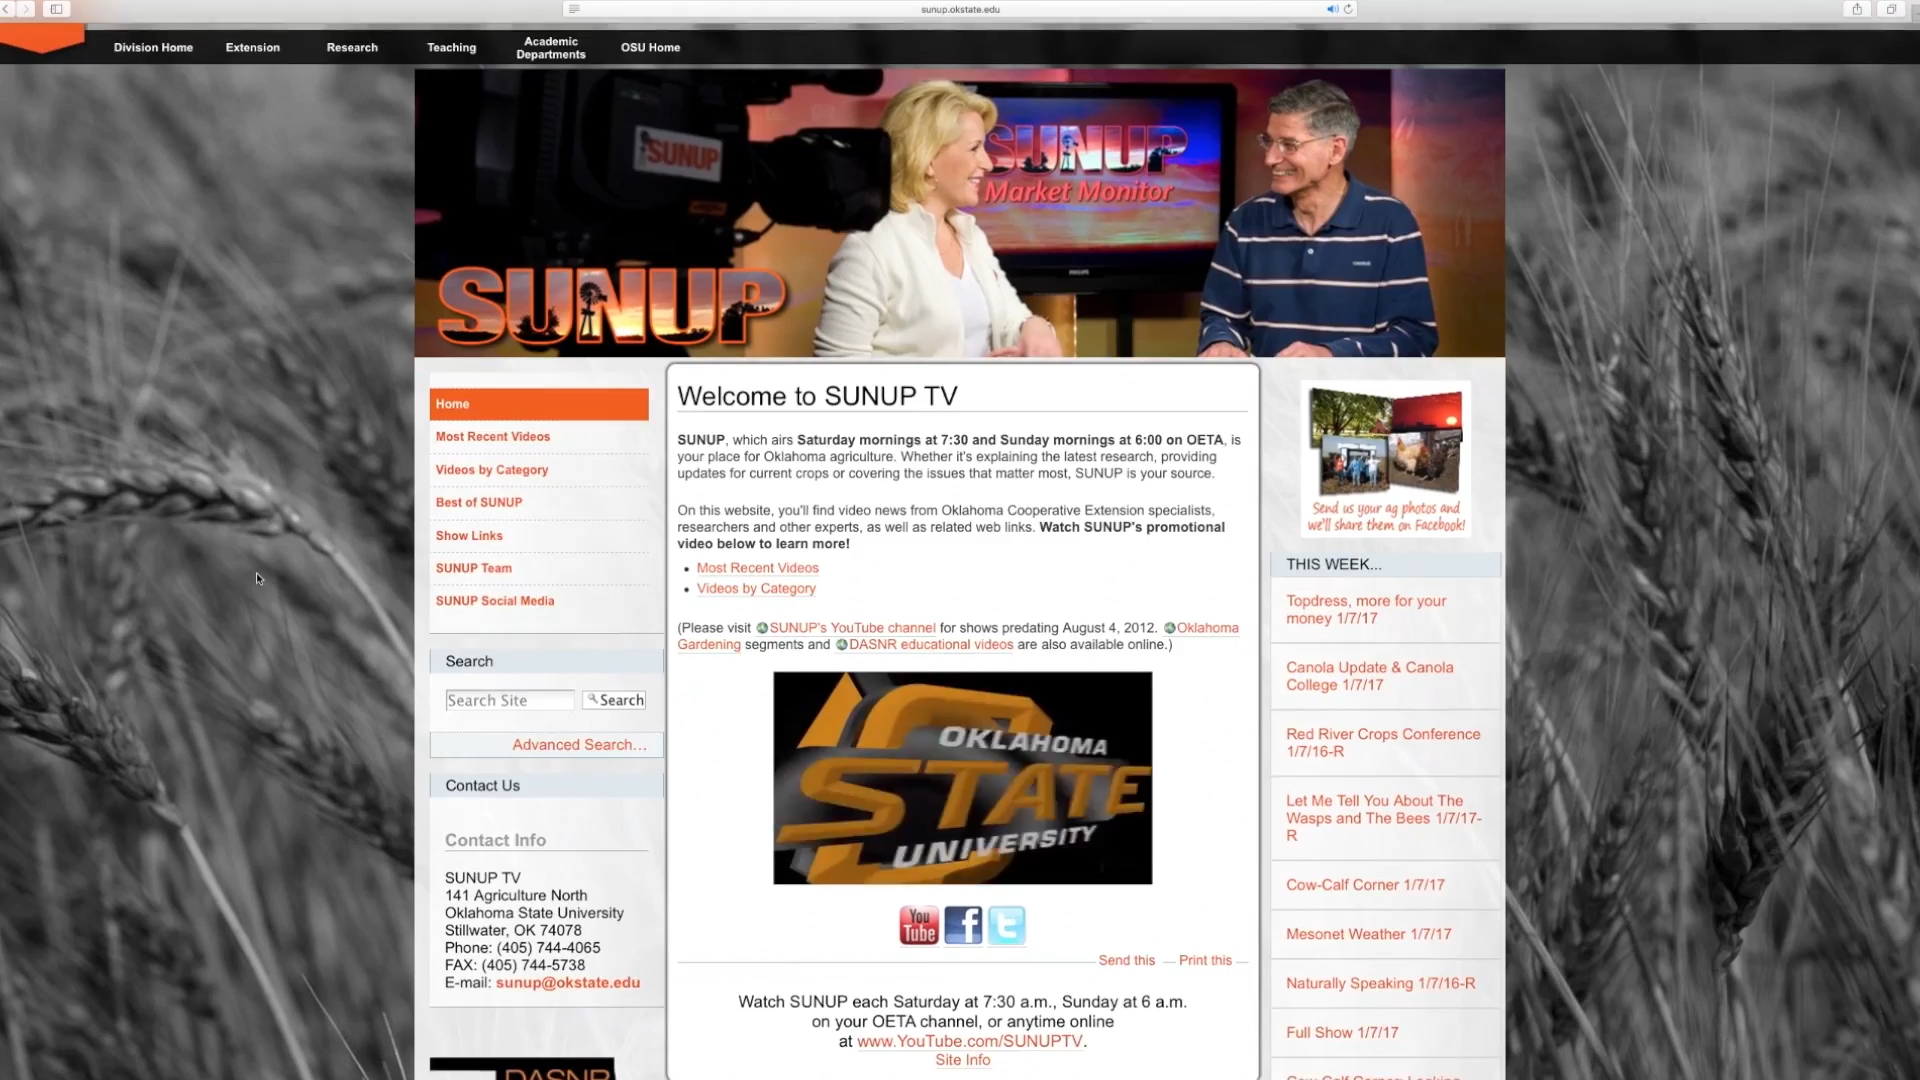 sunup.okstate.edu
Division Home
Extension
Research
Teaching
Academic
Departments
OSU Home
SUNUP
SUNUP
Market Monitor
PHILIPS
SUNUP
Home
Most Recent Videos
Videos by Category
Best of SUNUP
Show Links
SUNUP Team
SUNUP Social Media
Search
Search Site
Search
Advanced Search…
Contact Us
Contact Info
SUNUP TV
141 Agriculture North
Oklahoma State University
Stillwater, OK 74078
Phone: (405) 744-4065
FAX: (405) 744-5738
E-mail: sunup@okstate.edu
DASNR
Welcome to SUNUP TV
SUNUP, which airs Saturday mornings at 7:30 and Sunday mornings at 6:00 on OETA, is
your place for Oklahoma agriculture. Whether it's explaining the latest research, providing
updates for current crops or covering the issues that matter most, SUNUP is your source.
On this website, you'll find video news from Oklahoma Cooperative Extension specialists,
researchers and other experts, as well as related web links. Watch SUNUP's promotional
video below to learn more!
Most Recent Videos
Videos by Category
(Please visit SUNUP's YouTube channel for shows predating August 4, 2012. Oklahoma
Gardening segments and DASNR educational videos are also available online.)
OKLAHOMA
STATE
UNIVERSITY
You
Tube
f
t
Send this — Print this
Watch SUNUP each Saturday at 7:30 a.m., Sunday at 6 a.m.
on your OETA channel, or anytime online
at www.YouTube.com/SUNUPTV.
Site Info
Send us your ag photos and
we'll share them on Facebook!
THIS WEEK...
Topdress, more for your
money 1/7/17
Canola Update & Canola
College 1/7/17
Red River Crops Conference
1/7/16-R
Let Me Tell You About The
Wasps and The Bees 1/7/17-
R
Cow-Calf Corner 1/7/17
Mesonet Weather 1/7/17
Naturally Speaking 1/7/16-R
Full Show 1/7/17